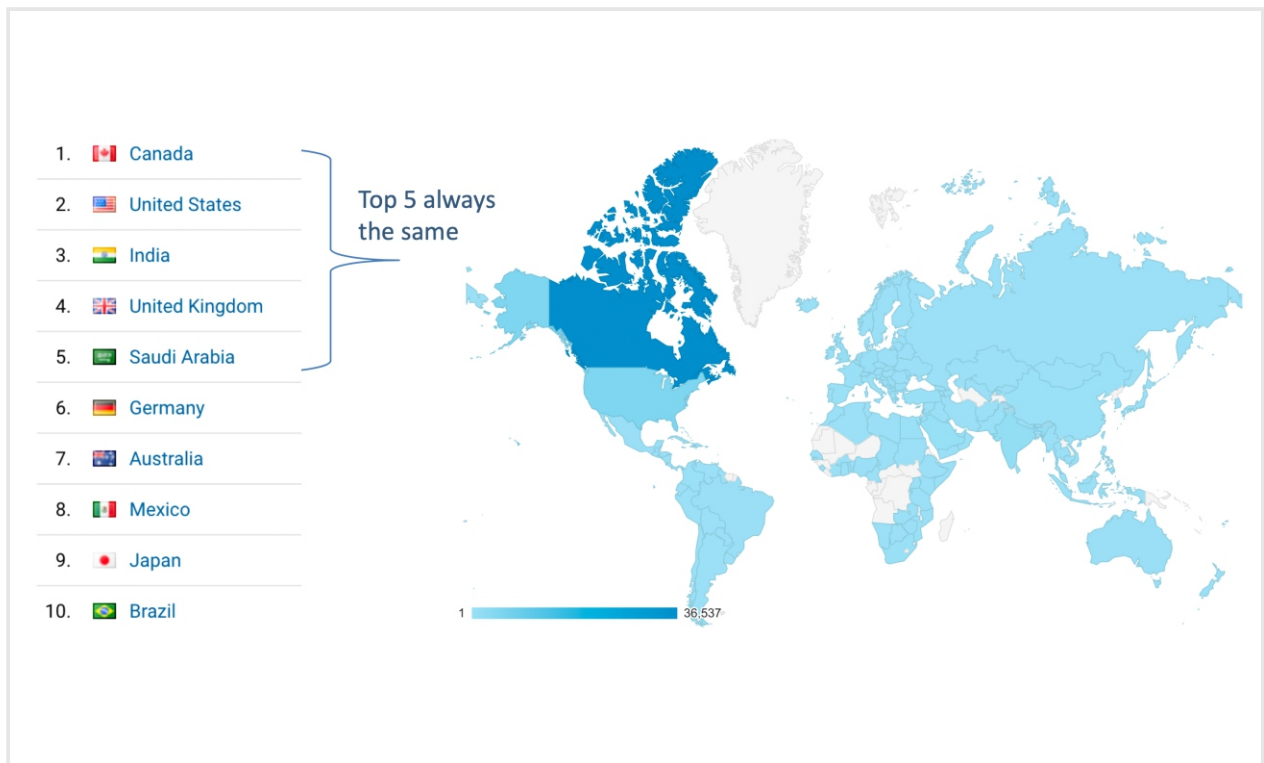 1. Canada
2. United States
3. India
4. United Kingdom
5. Saudi Arabia
6. Germany
7. Australia
8. Mexico
9. Japan
10. Brazil
Top 5 always
the same
1
36,537